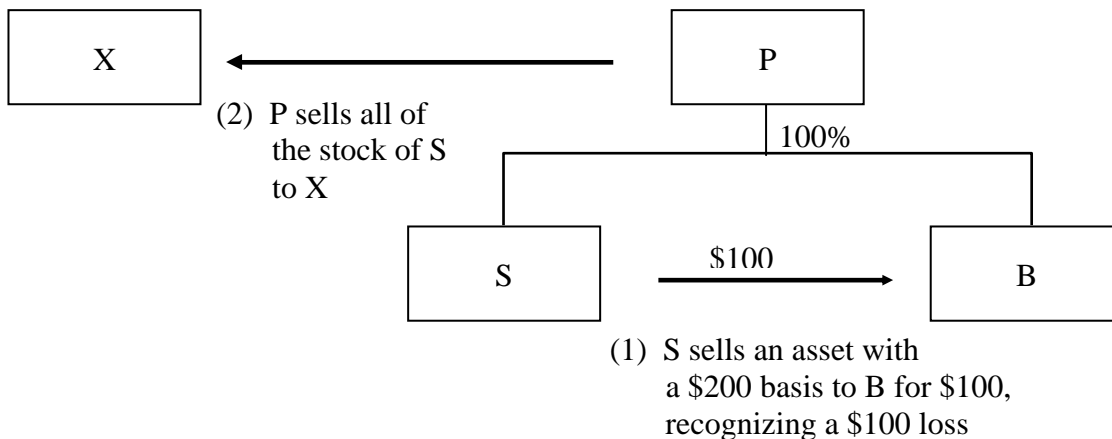 X
P
(2) P sells all of
the stock of S
to X
100%
S
$100
B
(1) S sells an asset with
a $200 basis to B for $100,
recognizing a $100 loss